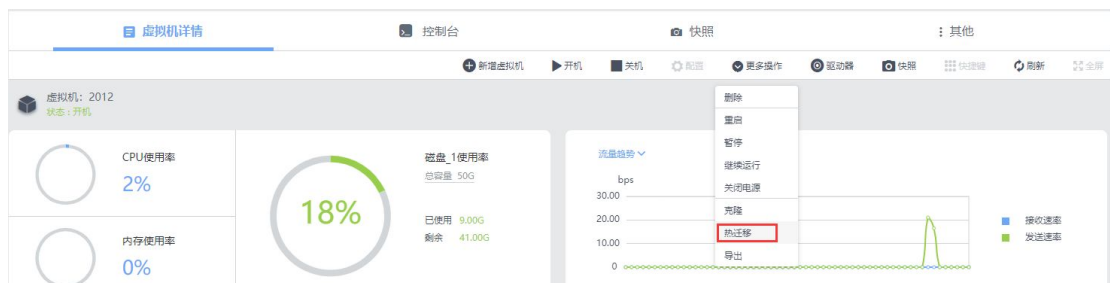 虚拟机详情 控制台 快照 其他
新增虚拟机 开机 关机 配置 更多操作 驱动器 快照 快捷键 刷新 全屏
虚拟机：2012
状态：开机
删除
重启
暂停
继续运行
关闭电源
克隆
热迁移
导出
CPU使用率
2%
内存使用率
0%
18%
磁盘_1使用率
总容量 50G
已使用 9.00G
剩余 41.00G
流量趋势
bps
30.00
20.00
10.00
0
接收速率
发送速率